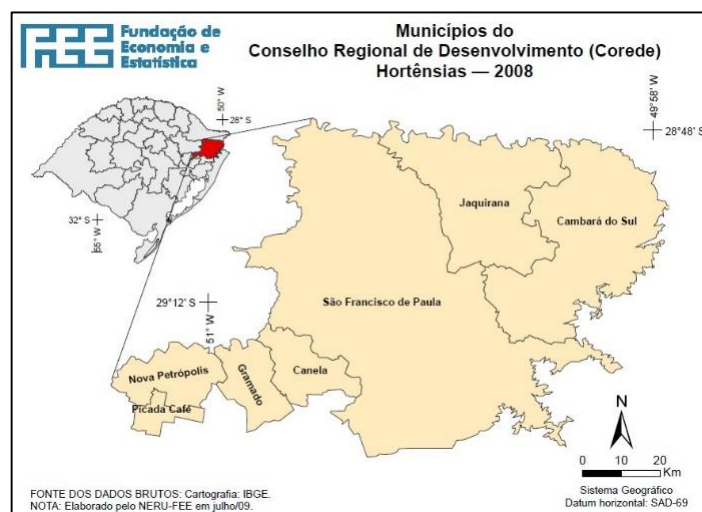 FEE Fundação de
Economia e
Estatística
Municípios do
Conselho Regional de Desenvolvimento (Corede)
Hortênsias — 2008
50° W
28° S
49°58' W
28°48' S
Jaquirana
Cambará do Sul
32° S
55° W
São Francisco de Paula
29°12' S
51° W
Nova Petrópolis
Gramado
Canela
Picada Café
N
0 10 20
Km
FONTE DOS DADOS BRUTOS: Cartografia: IBGE.
NOTA: Elaborado pelo NERU-FEE em julho/09.
Sistema Geográfico
Datum horizontal: SAD-69